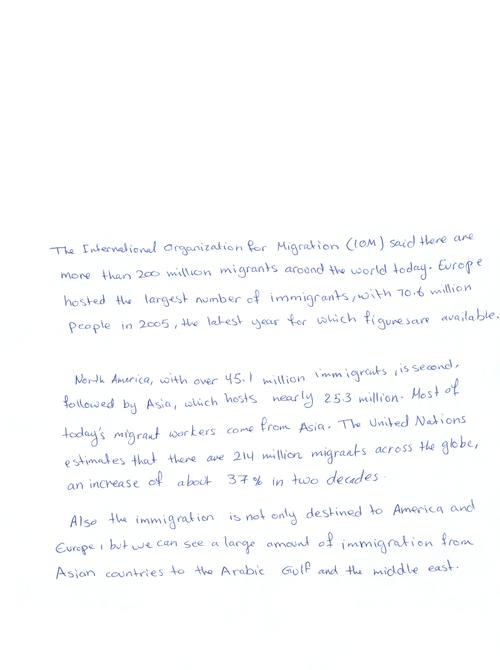 The International Organization for Migration (IOM) said there are
more than 200 million migrants around the world today. Europe
hosted the largest number of immigrants, with 70.6 million
people in 2005, the latest year for which figures are available.
North America, with over 45.1 million immigrants, is second,
followed by Asia, which hosts nearly 25.3 million. Most of
today's migrant workers come from Asia. The United Nations
estimates that there are 214 million migrants across the globe,
an increase of about 37% in two decades.
Also the immigration is not only destined to America and
Europe, but we can see a large amount of immigration from
Asian countries to the Arabic Gulf and the middle east.